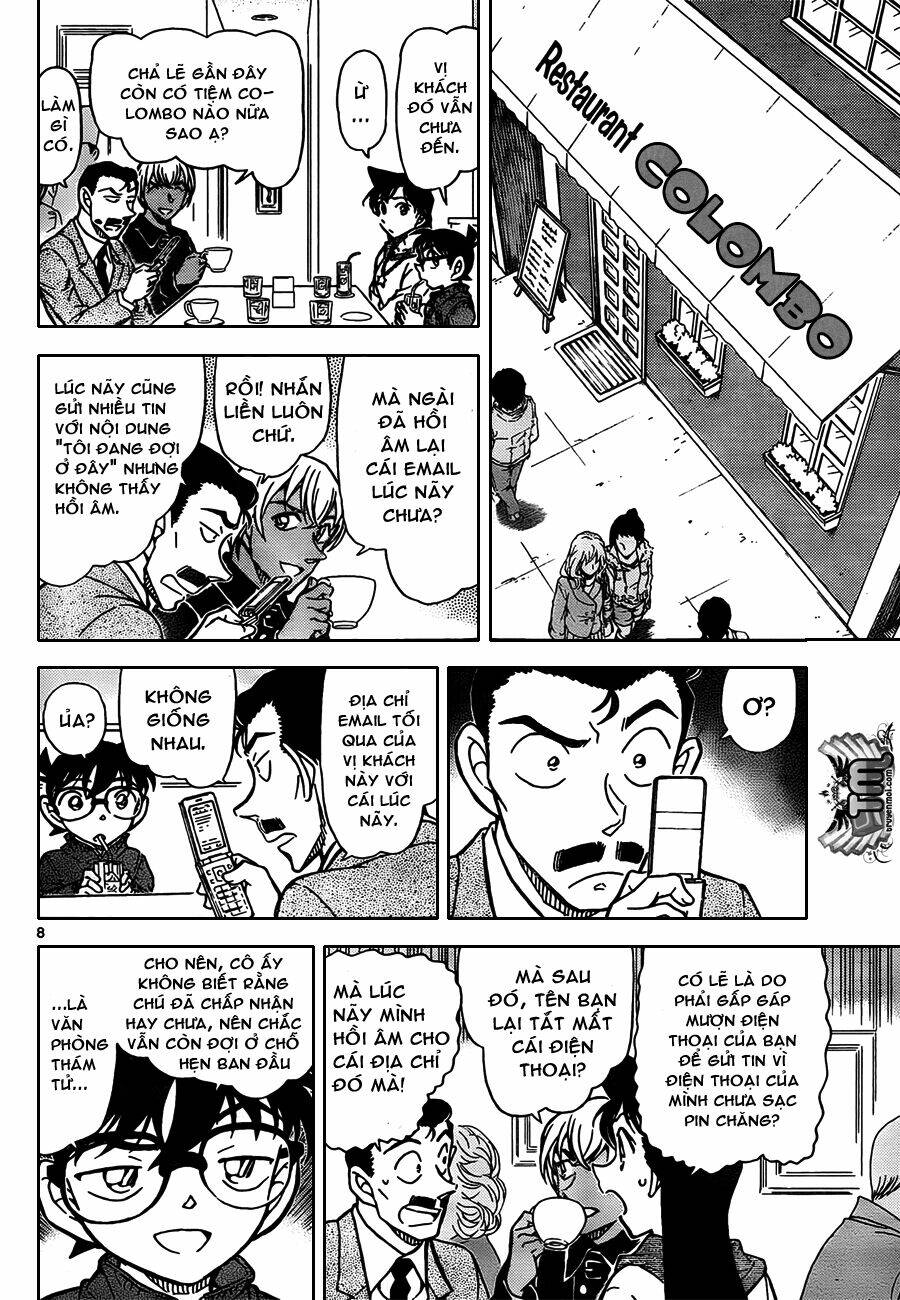 Restaurant
COLOMBO
VỊ
KHÁCH
ĐÓ VẪN
CHƯA
ĐẾN.
Ừ
...
CHẢ LẼ GẦN ĐÂY
CÒN CÓ TIỆM CO-
LOMBO NÀO NỮA
SAO Ạ?
LÀM
GÌ
CÓ.
MÀ NGÀI
ĐÃ HỒI
ÂM LẠI
CÁI EMAIL
LÚC NÃY
CHƯA?
RỒI! NHẮN
LIỀN LUÔN
CHỨ.
LÚC NÃY CŨNG
GỬI NHIỀU TIN
VỚI NỘI DUNG
"TÔI ĐANG ĐỢI
Ở ĐÂY" NHƯNG
KHÔNG THẤY
HỒI ÂM.
Ơ?
ĐỊA CHỈ
EMAIL TỐI
QUA CỦA
VỊ KHÁCH
NÀY VỚI
CÁI LÚC
NÃY.
KHÔNG
GIỐNG
NHAU.
ỦA?
TM
truyenmoi.com
8
CÓ LẼ LÀ DO
PHẢI GẤP GÁP
MƯỢN ĐIỆN
THOẠI CỦA BẠN
ĐỂ GỬI TIN VÌ
ĐIỆN THOẠI CỦA
MÌNH CHƯA SẠC
PIN CHĂNG?
MÀ SAU
ĐÓ, TÊN BẠN
LẠI TẮT MẤT
CÁI ĐIỆN
THOẠI?
MÀ LÚC
NÃY MÌNH
HỒI ÂM CHO
CÁI ĐỊA CHỈ
ĐÓ MÀ!
CHO NÊN, CÔ ẤY
KHÔNG BIẾT RẰNG
CHÚ ĐÃ CHẤP NHẬN
HAY CHƯA, NÊN CHẮC
VẪN CÒN ĐỢI Ở CHỖ
HẸN BAN ĐẦU
...LÀ
VĂN
PHÒNG
THÁM
TỬ...